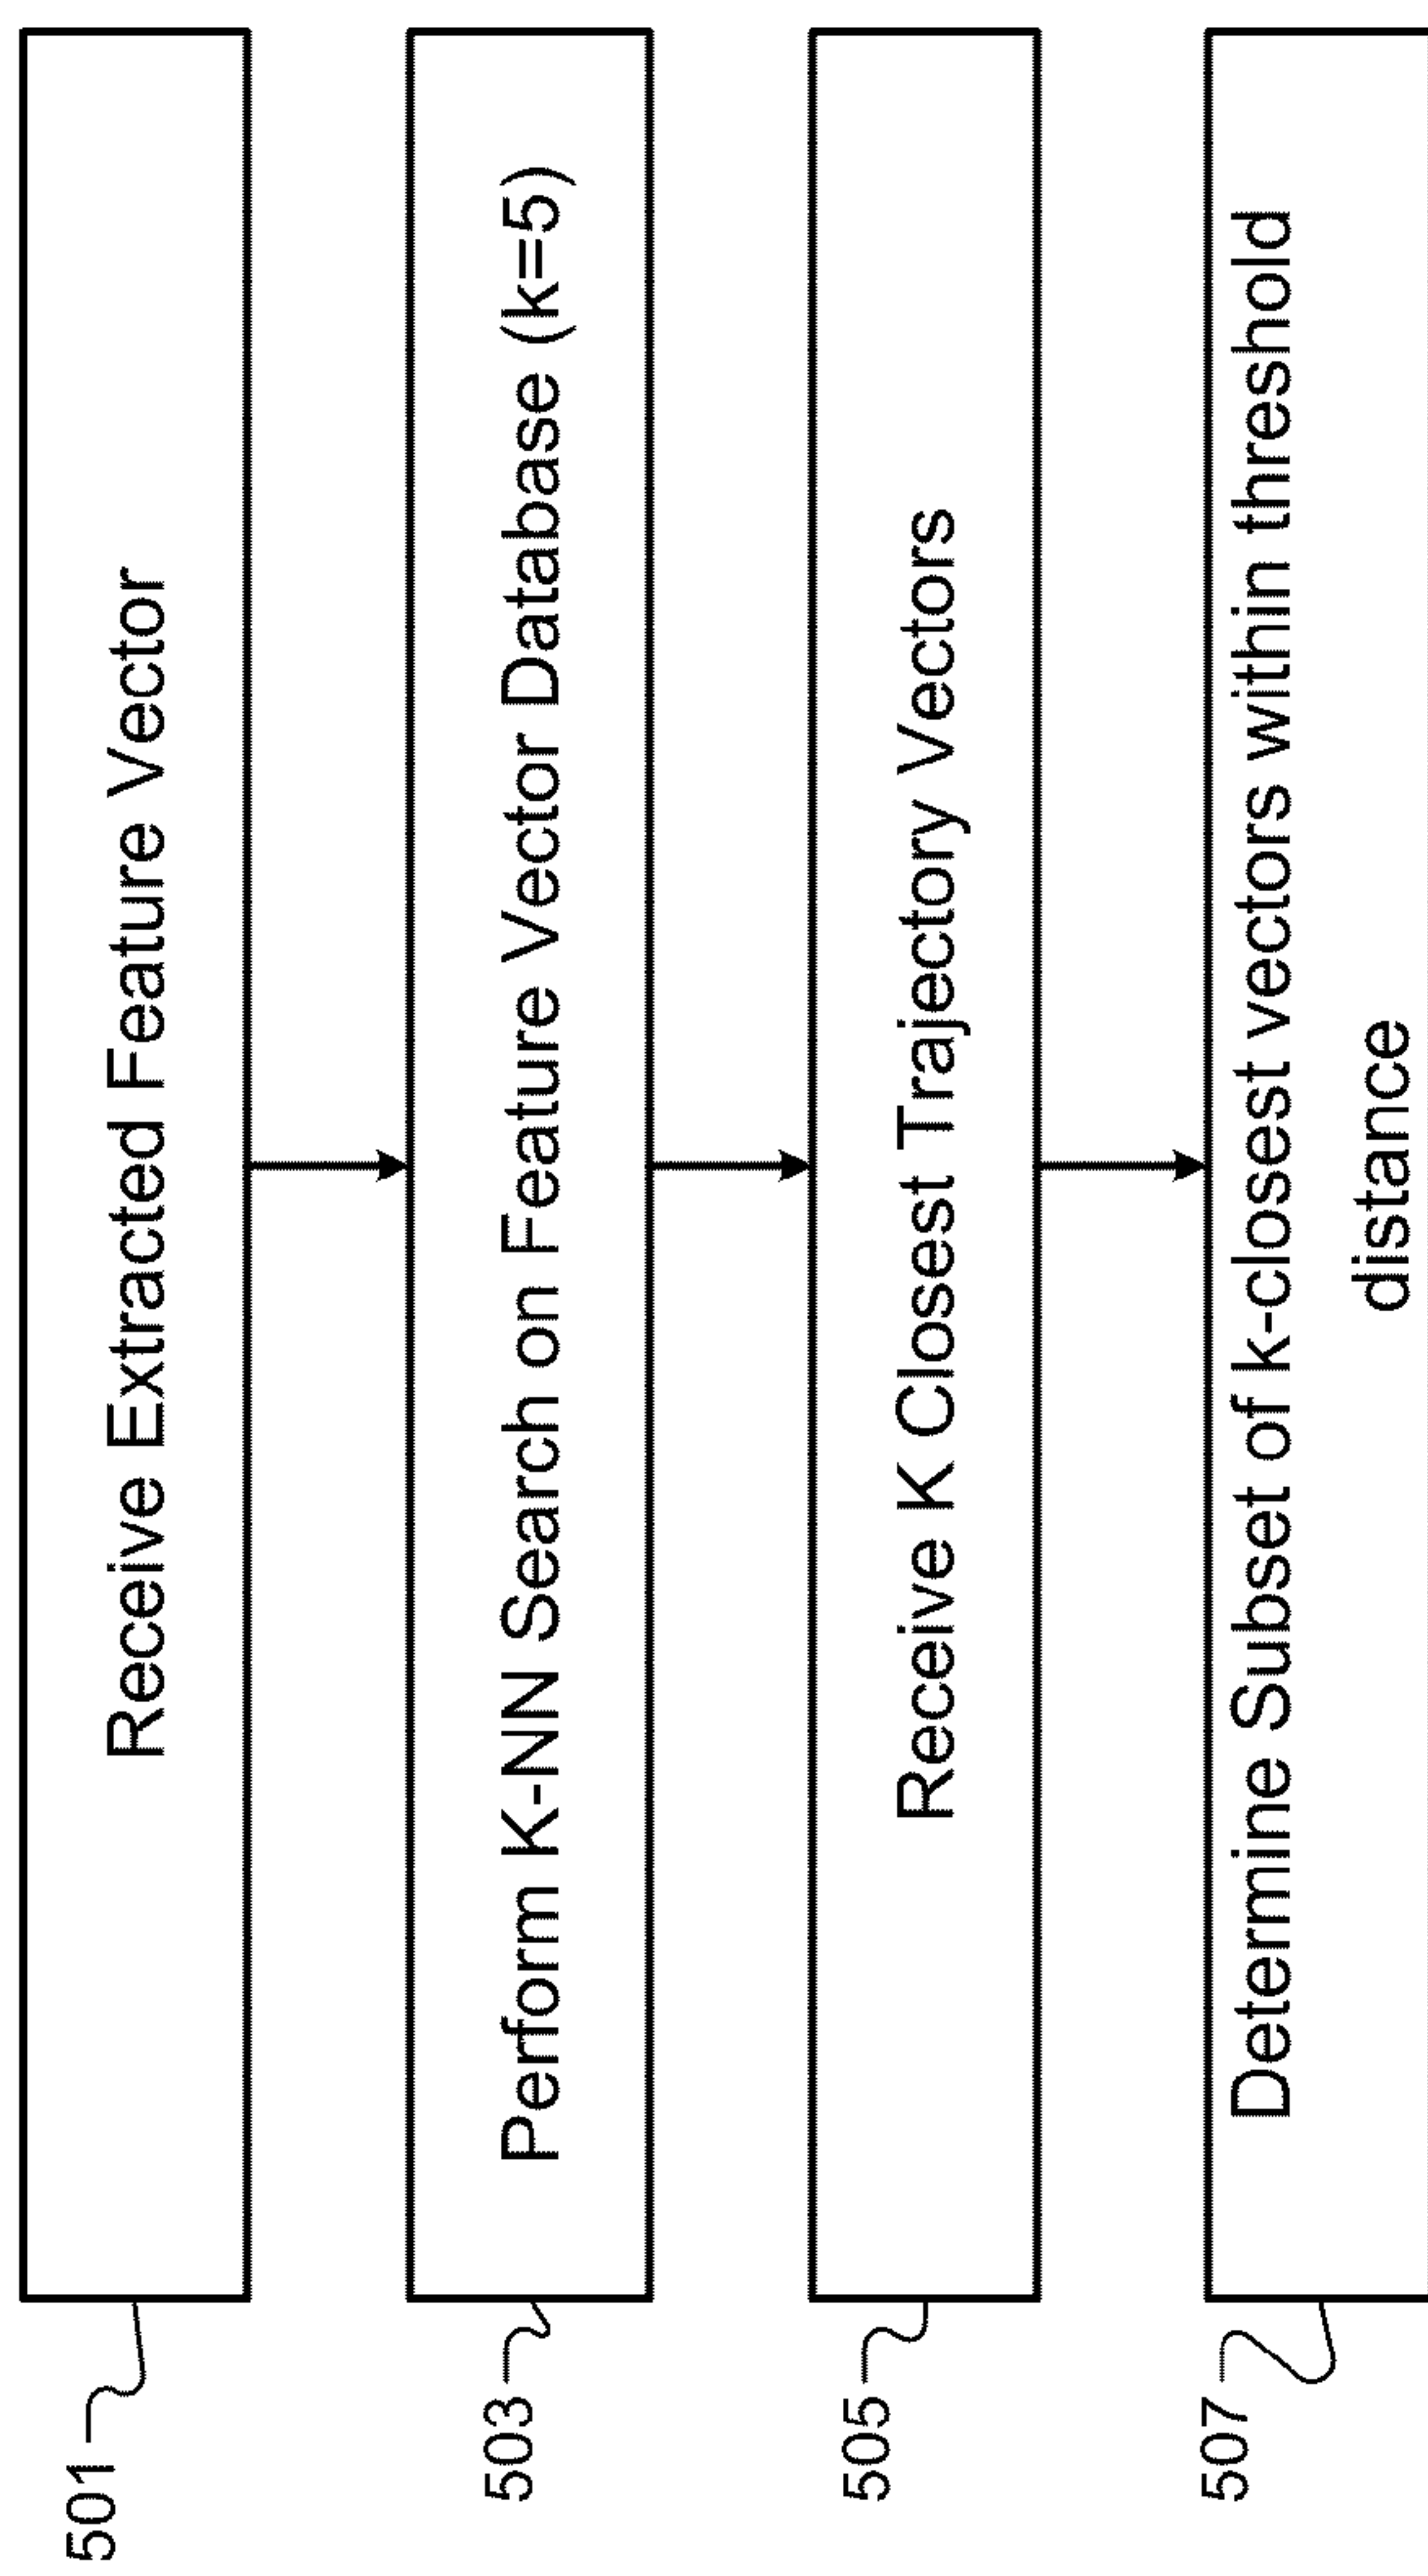 501
Receive Extracted Feature Vector
503
Perform K-NN Search on Feature Vector Database (k=5)
505
Receive K Closest Trajectory Vectors
507
Determine Subset of k-closest vectors within threshold
distance